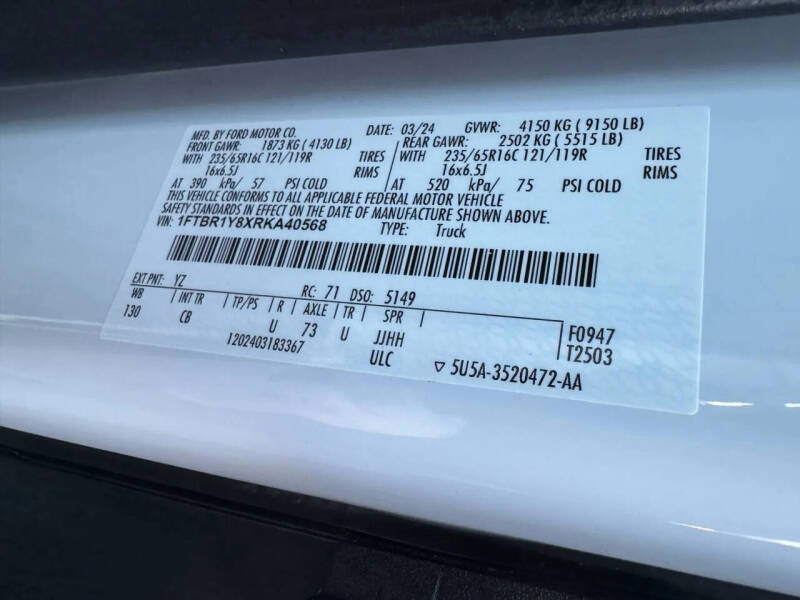 MFD. BY FORD MOTOR CO. DATE: 03/24 GVWR: 4150 KG ( 9150 LB)
FRONT GAWR: 1873 KG ( 4130 LB) REAR GAWR: 2502 KG ( 5515 LB)
WITH 235/65R16C 121/119R TIRES WITH 235/65R16C 121/119R TIRES
16x6.5J RIMS 16x6.5J RIMS
AT 390 kPa/ 57 PSI COLD AT 520 kPa/ 75 PSI COLD
THIS VEHICLE CONFORMS TO ALL APPLICABLE FEDERAL MOTOR VEHICLE
SAFETY STANDARDS IN EFFECT ON THE DATE OF MANUFACTURE SHOWN ABOVE.
VIN: 1FTBR1Y8XRKA40568 TYPE: Truck
EXT PNT: YZ RC: 71 DSO: 5149
WB INT TR TP/PS R AXLE TR SPR
130 CB U 73 U JJHH F0947
1202403183367 ULC T2503
5U5A-3520472-AA